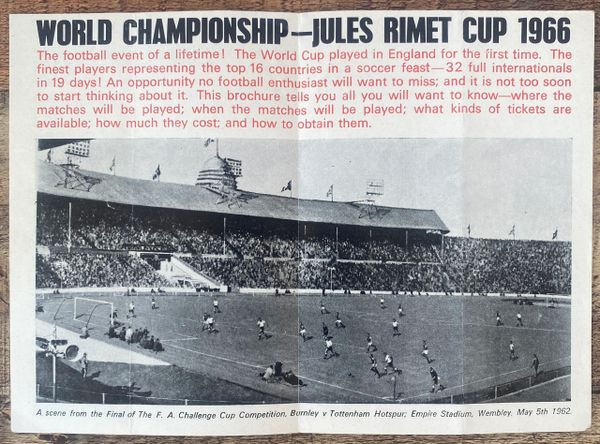 WORLD CHAMPIONSHIP—JULES RIMET CUP 1966
The football event of a lifetime! The World Cup played in England for the first time. The
finest players representing the top 16 countries in a soccer feast—32 full internationals
in 19 days! An opportunity no football enthusiast will want to miss; and it is not too soon
to start thinking about it. This brochure tells you all you will want to know—where the
matches will be played; when the matches will be played; what kinds of tickets are
available; how much they cost; and how to obtain them.
A scene from the Final of The F. A. Challenge Cup Competition, Burnley v Tottenham Hotspur; Empire Stadium, Wembley, May 5th 1962.